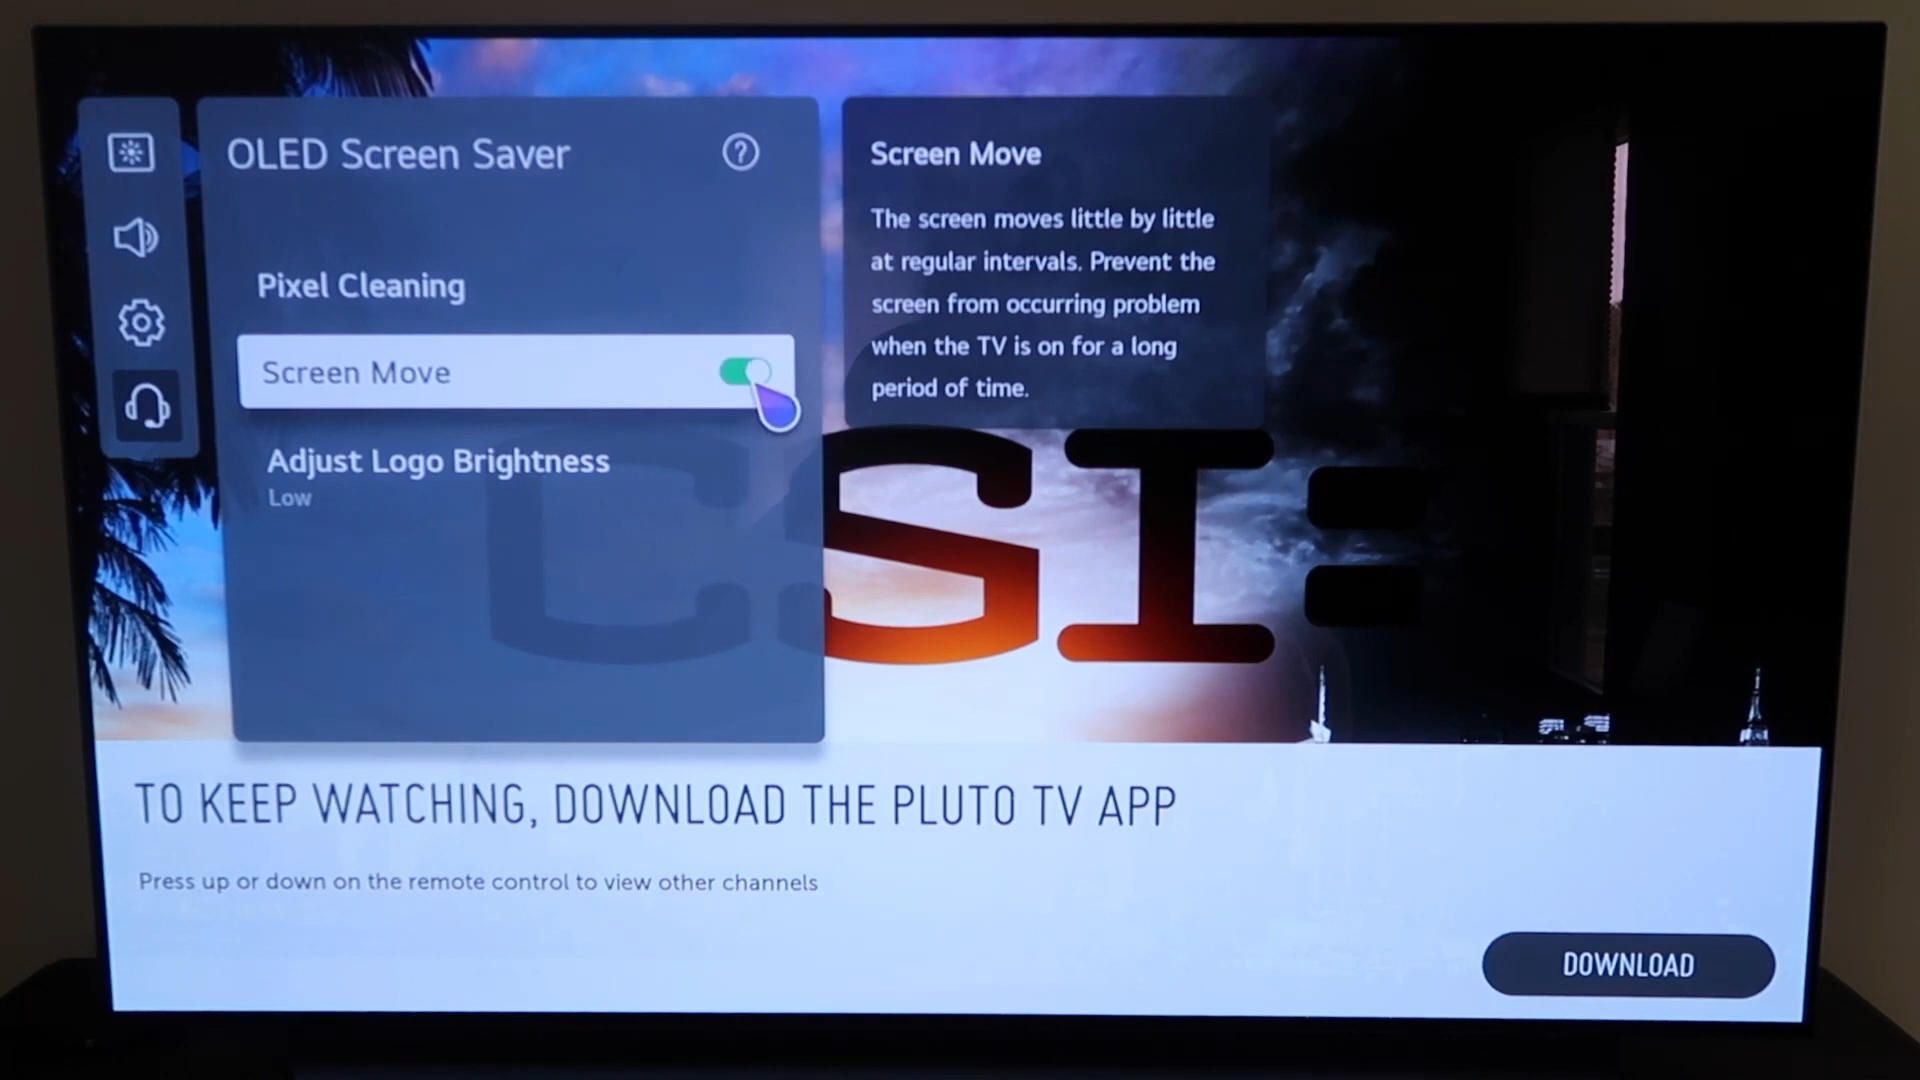 OLED Screen Saver
Pixel Cleaning
Screen Move
Adjust Logo Brightness
Low
Screen Move
The screen moves little by little
at regular intervals. Prevent the
screen from occurring problem
when the TV is on for a long
period of time.
CSI:
TO KEEP WATCHING, DOWNLOAD THE PLUTO TV APP
Press up or down on the remote control to view other channels
DOWNLOAD